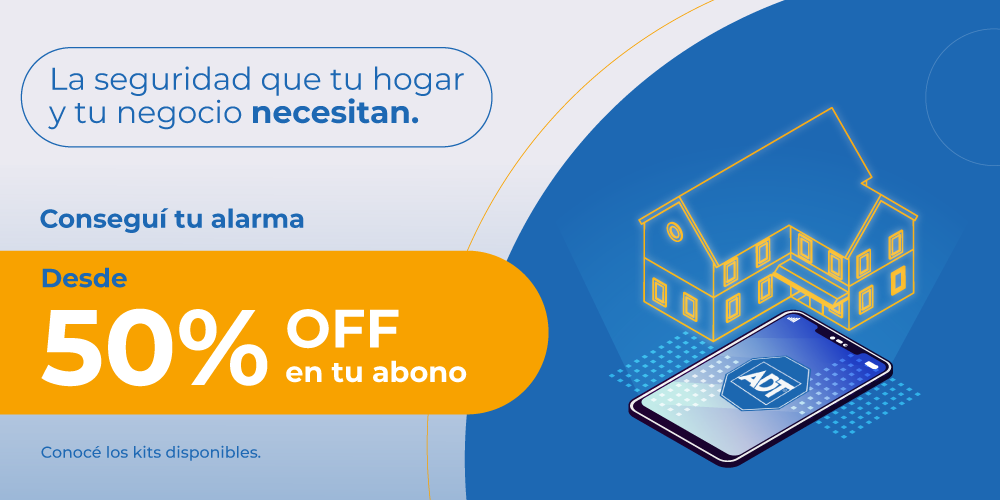 La seguridad que tu hogar
y tu negocio necesitan.
Conseguí tu alarma
Desde
50% OFF
en tu abono
Conocé los kits disponibles.
ADT